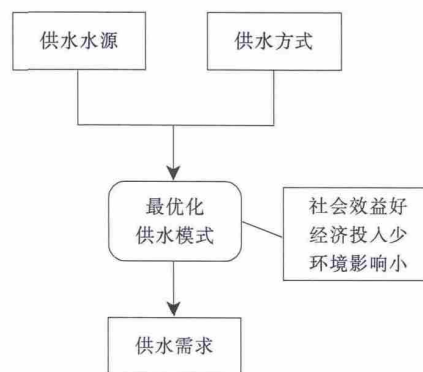 供水水源
供水方式
最优化
供水模式
社会效益好
经济投入少
环境影响小
供水需求